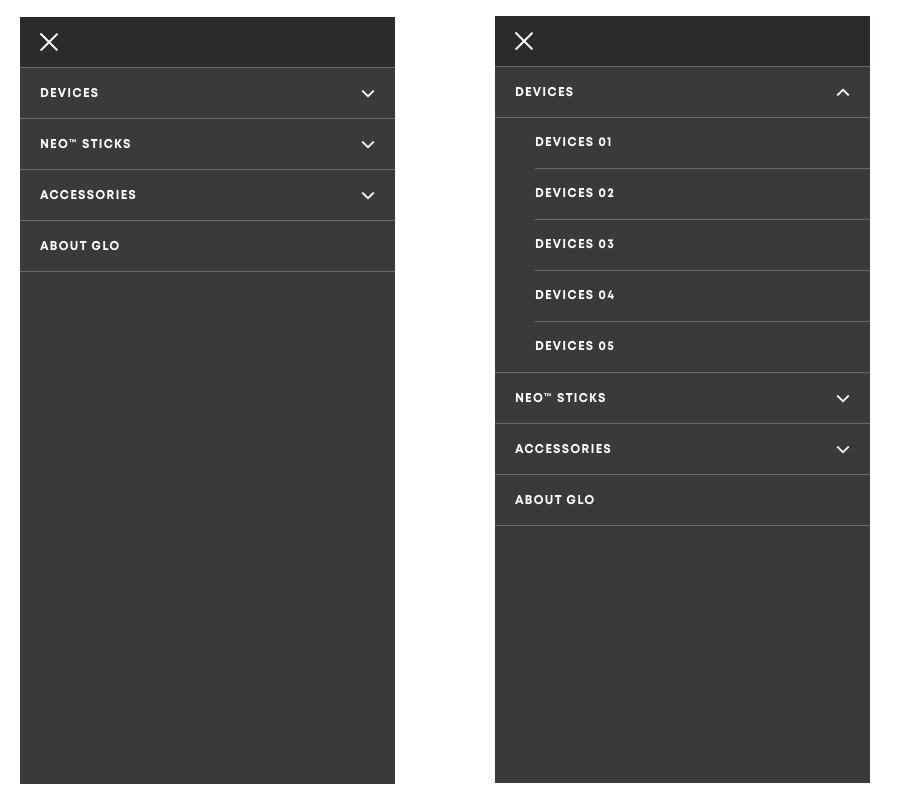 DEVICES
NEO™ STICKS
ACCESSORIES
ABOUT GLO
DEVICES
DEVICES 01
DEVICES 02
DEVICES 03
DEVICES 04
DEVICES 05
NEO™ STICKS
ACCESSORIES
ABOUT GLO